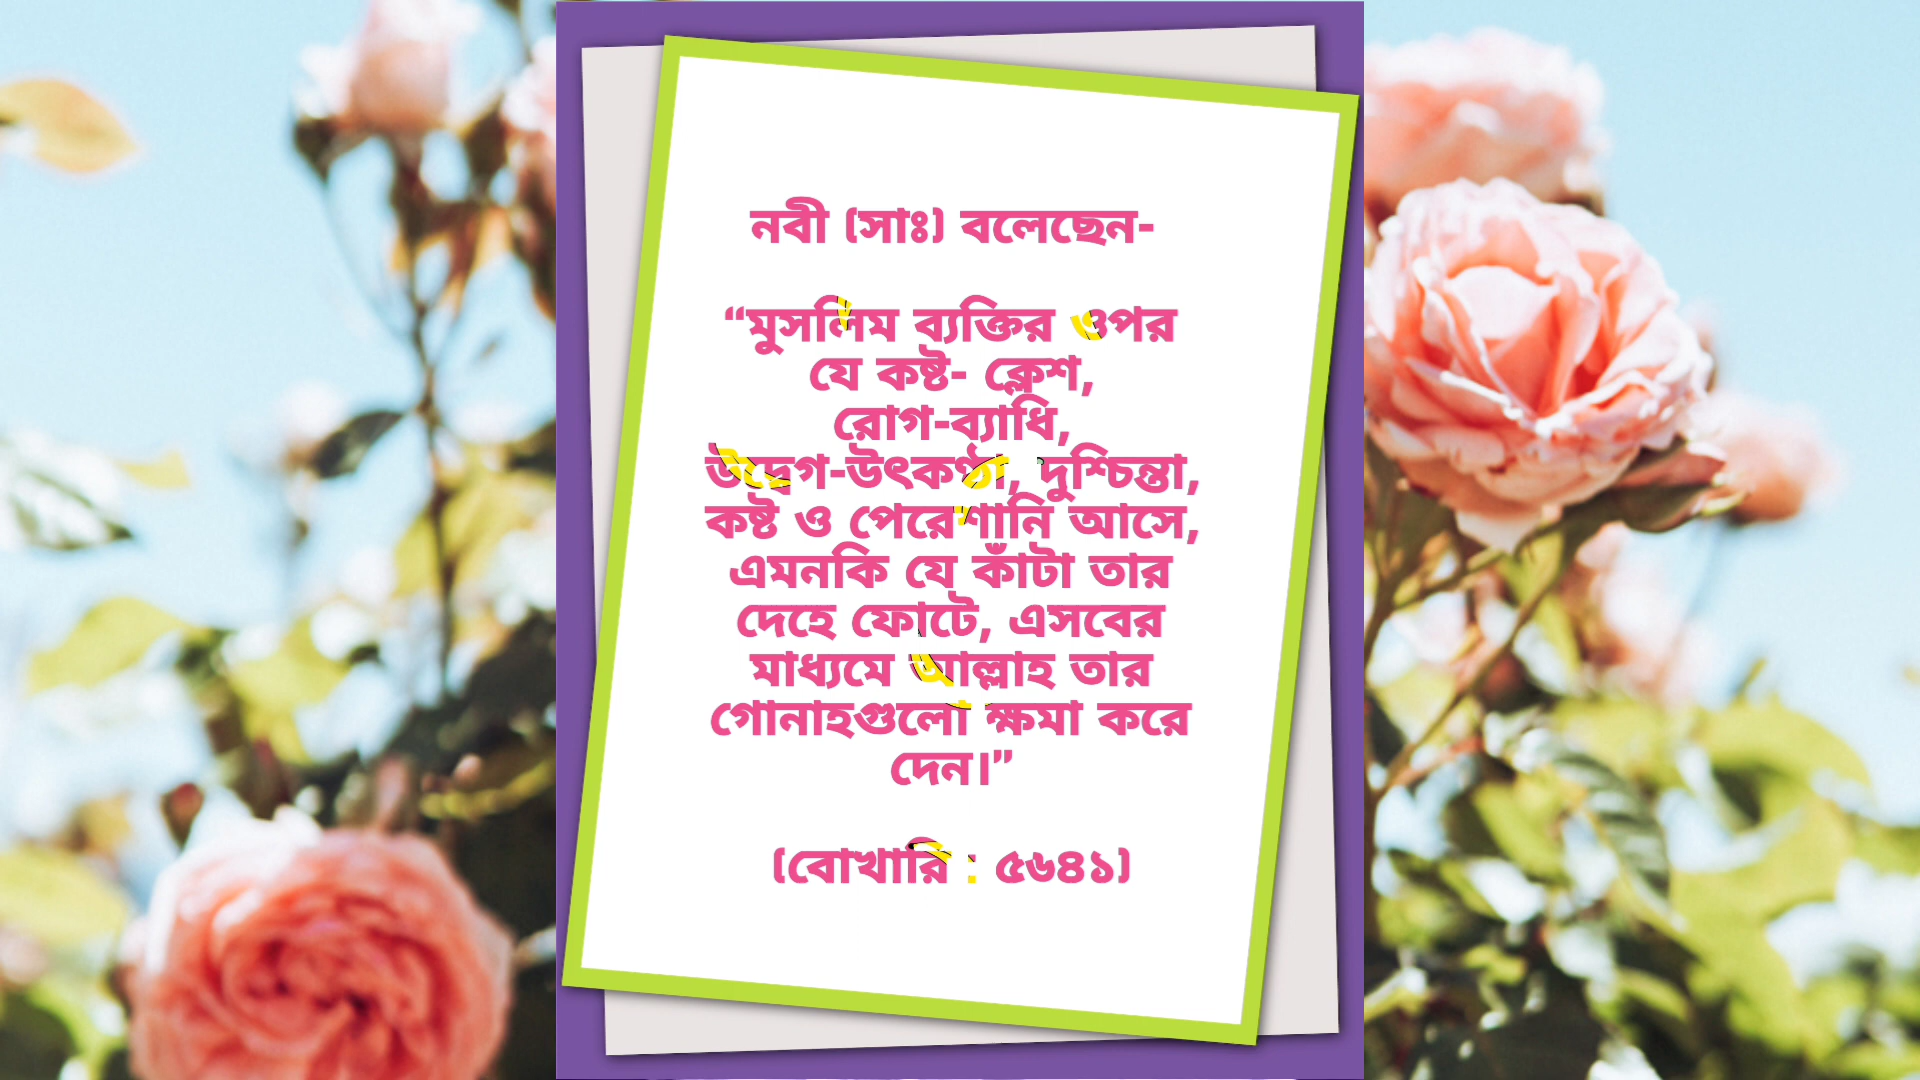 নবী (সাঃ) বলেছেন-
“মুসলিম ব্যক্তির ওপর
যে কষ্ট- ক্লেশ,
রোগ-ব্যাধি,
উদ্বেগ-উৎকণ্ঠা, দুশ্চিন্তা,
কষ্ট ও পেরেশানি আসে,
এমনকি যে কাঁটা তার
দেহে ফোটে, এসবের
মাধ্যমে আল্লাহ তার
গোনাহগুলো ক্ষমা করে
দেন।”
(বোখারি : ৫৬৪১)